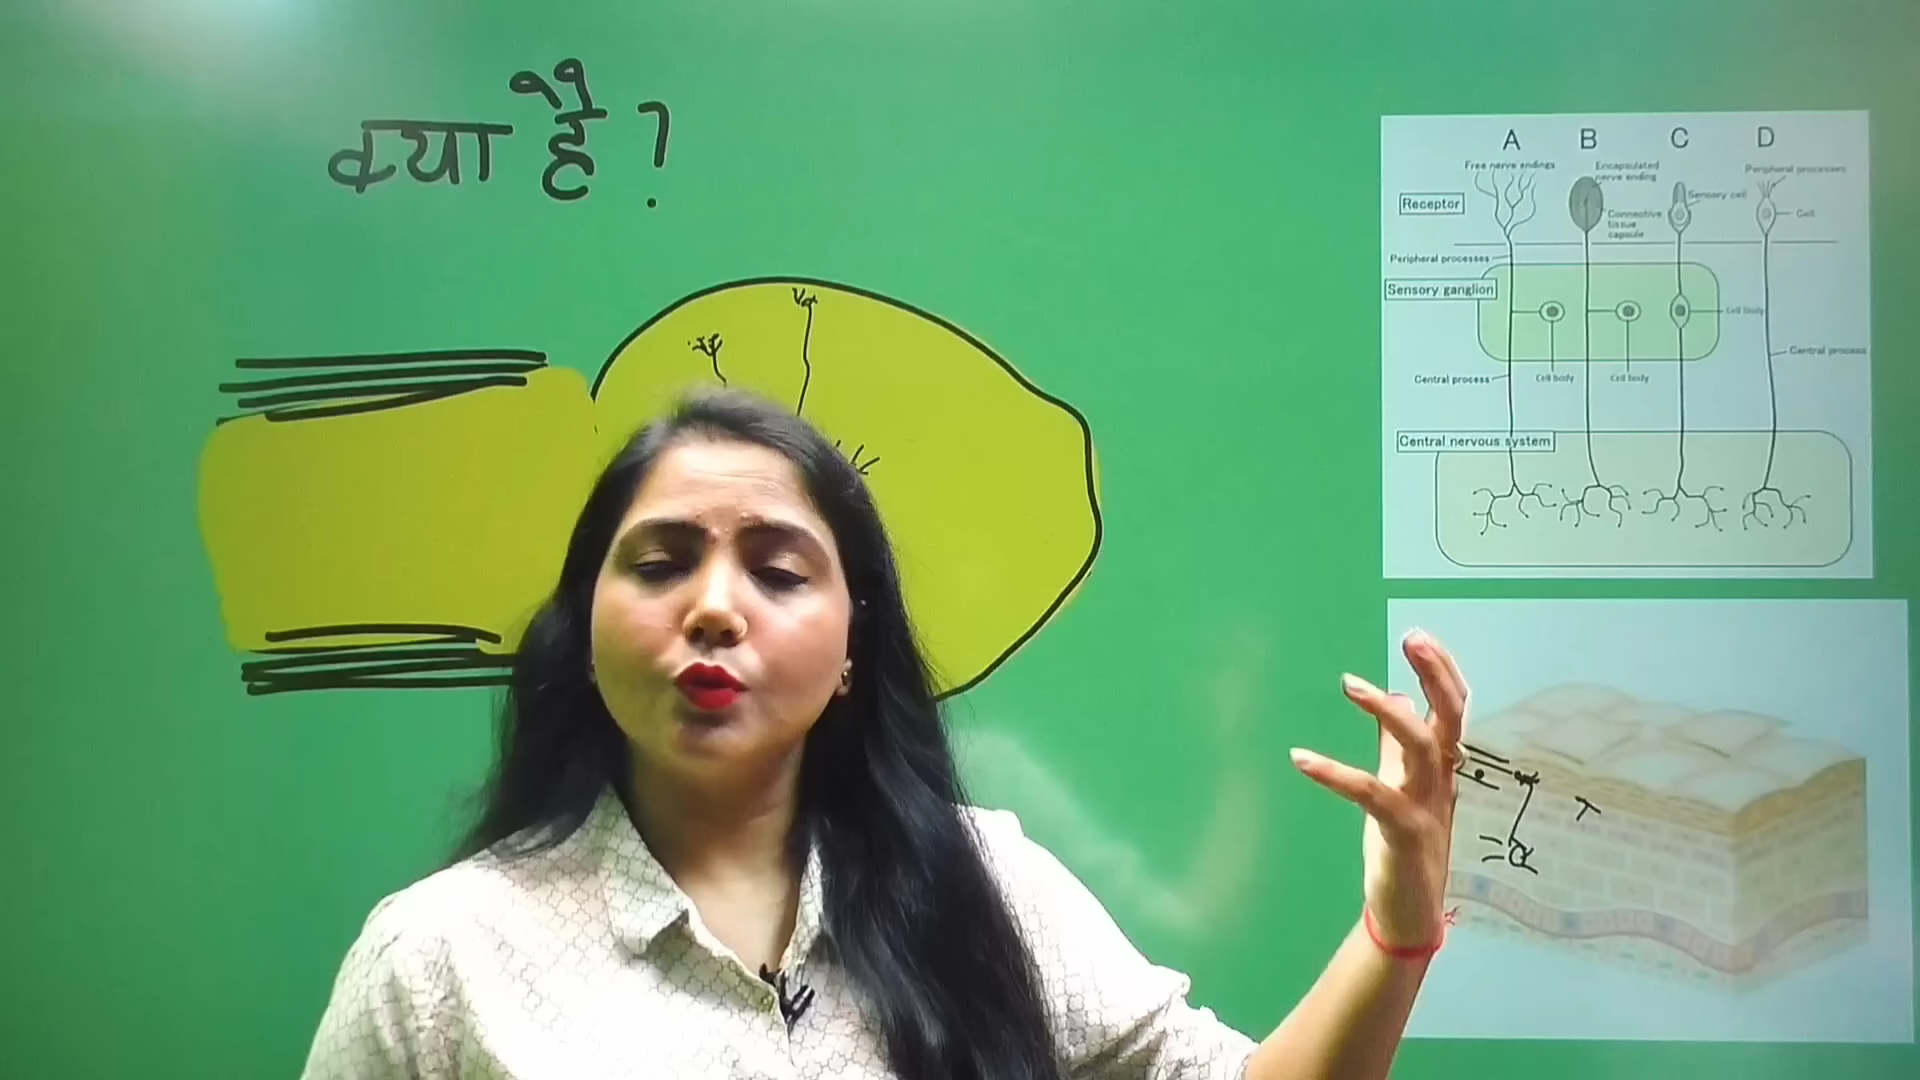 क्या है ?
A B C D
Free nerve endings
Encapsulated
nerve ending
Peripheral processes
Receptor
Sensory cell
Connective
tissue
capsule
Cell
Peripheral processes
Sensory ganglion
Cell body
Central process
Central process
Cell body
Cell body
Central nervous system